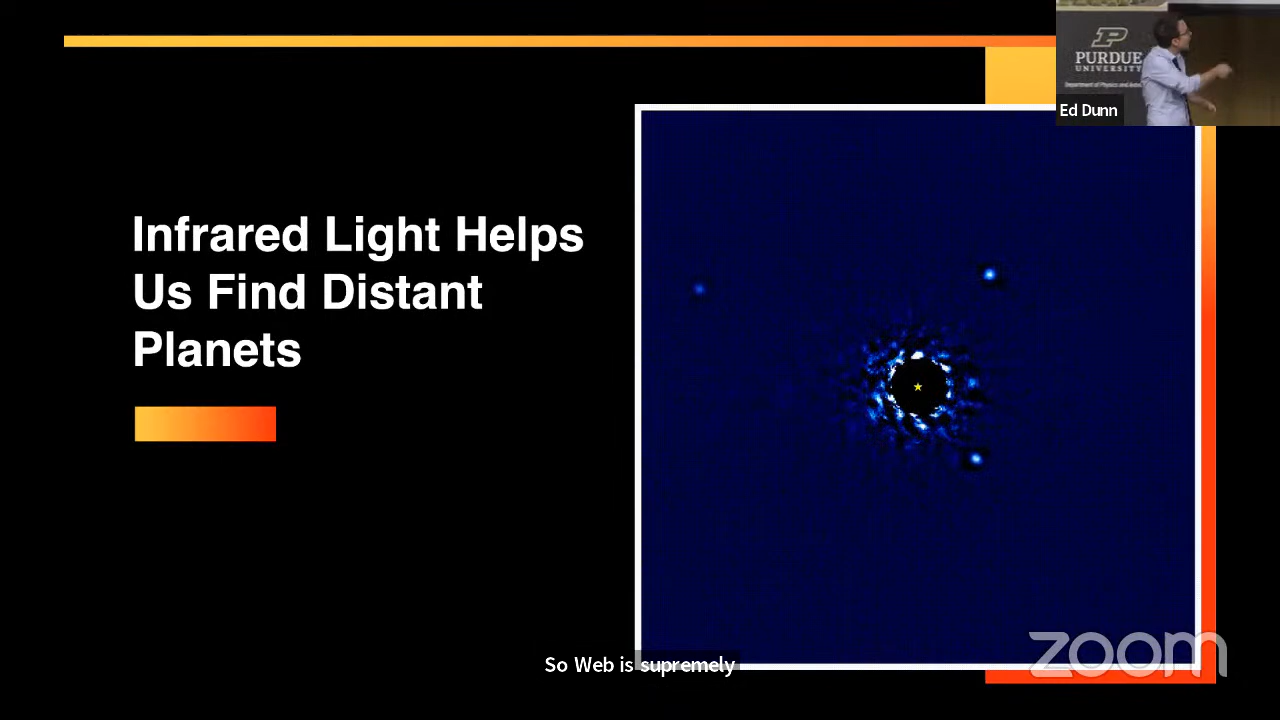 PURDUE
UNIVERSITY
Ed Dunn
Infrared Light Helps
Us Find Distant
Planets
So Web is supremely
zoom